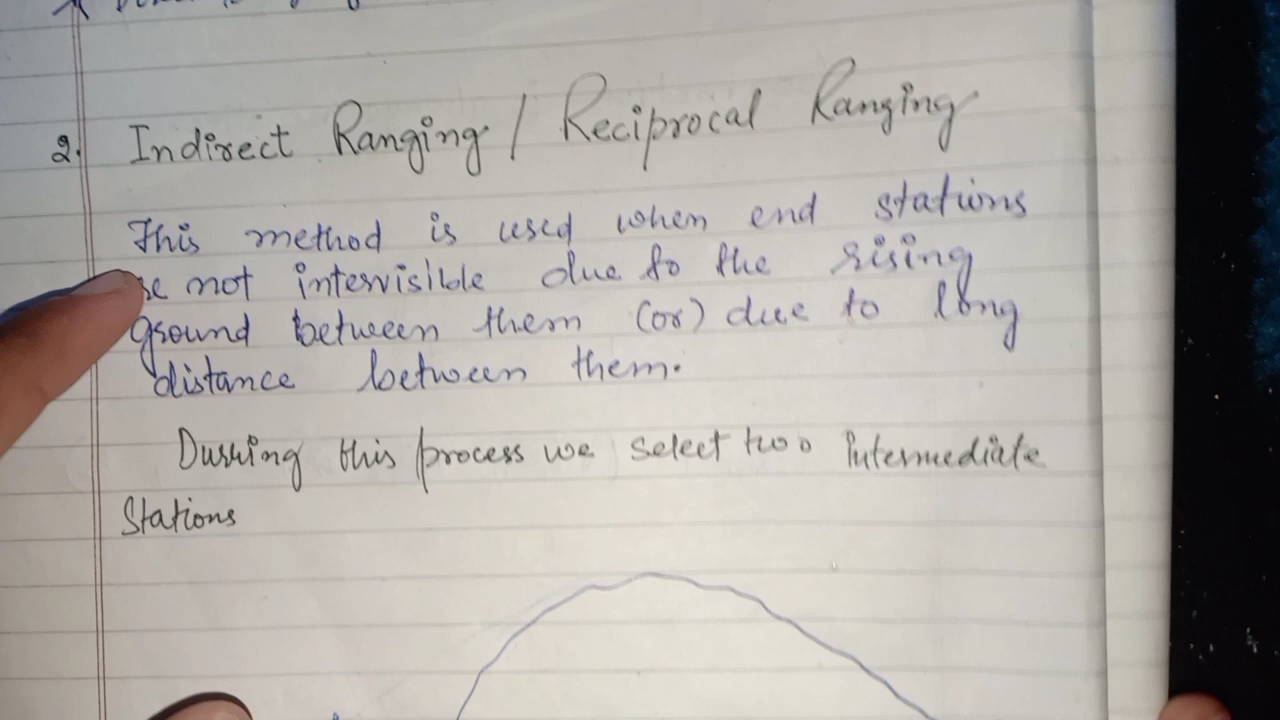 2. Indirect Ranging / Reciprocal Ranging
This method is used when end stations
not intervisible due to the rising
ground between them (or) due to long
distance between them.
Durring this process we select two Intermediate
Stations